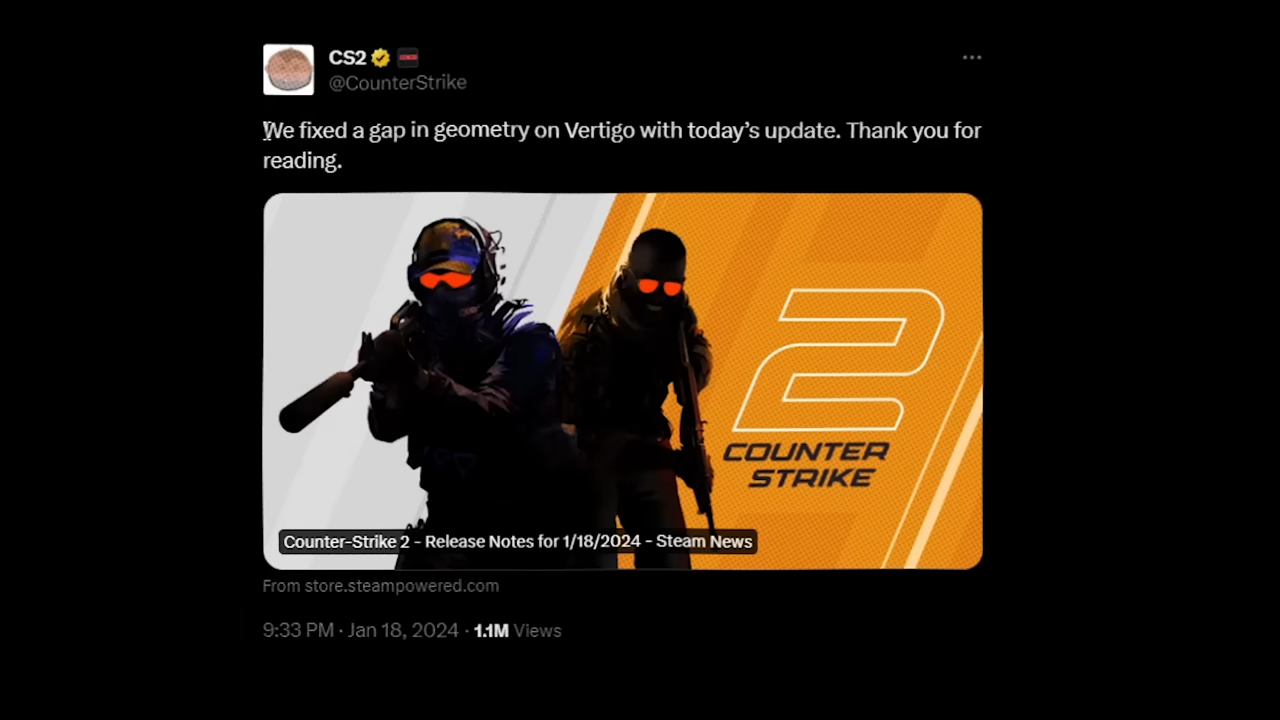 CS2
@CounterStrike
We fixed a gap in geometry on Vertigo with today's update. Thank you for
reading.
2
COUNTER
STRIKE
Counter-Strike 2 - Release Notes for 1/18/2024 - Steam News
From store.steampowered.com
9:33 PM · Jan 18, 2024 · 1.1M Views